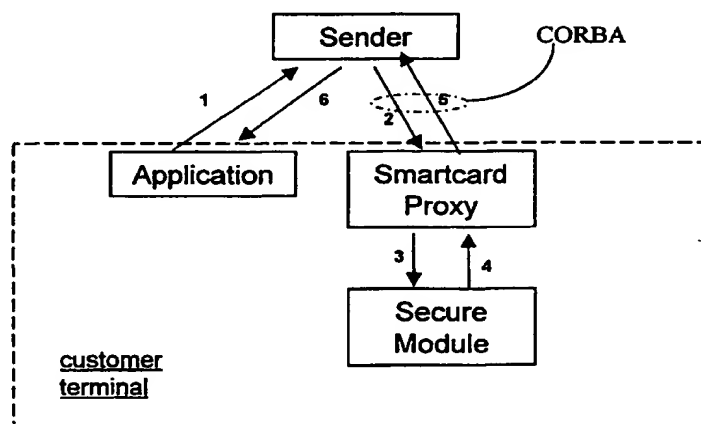 Sender
CORBA
1
6
2
5
Application
Smartcard
Proxy
3
4
Secure
Module
customer
terminal